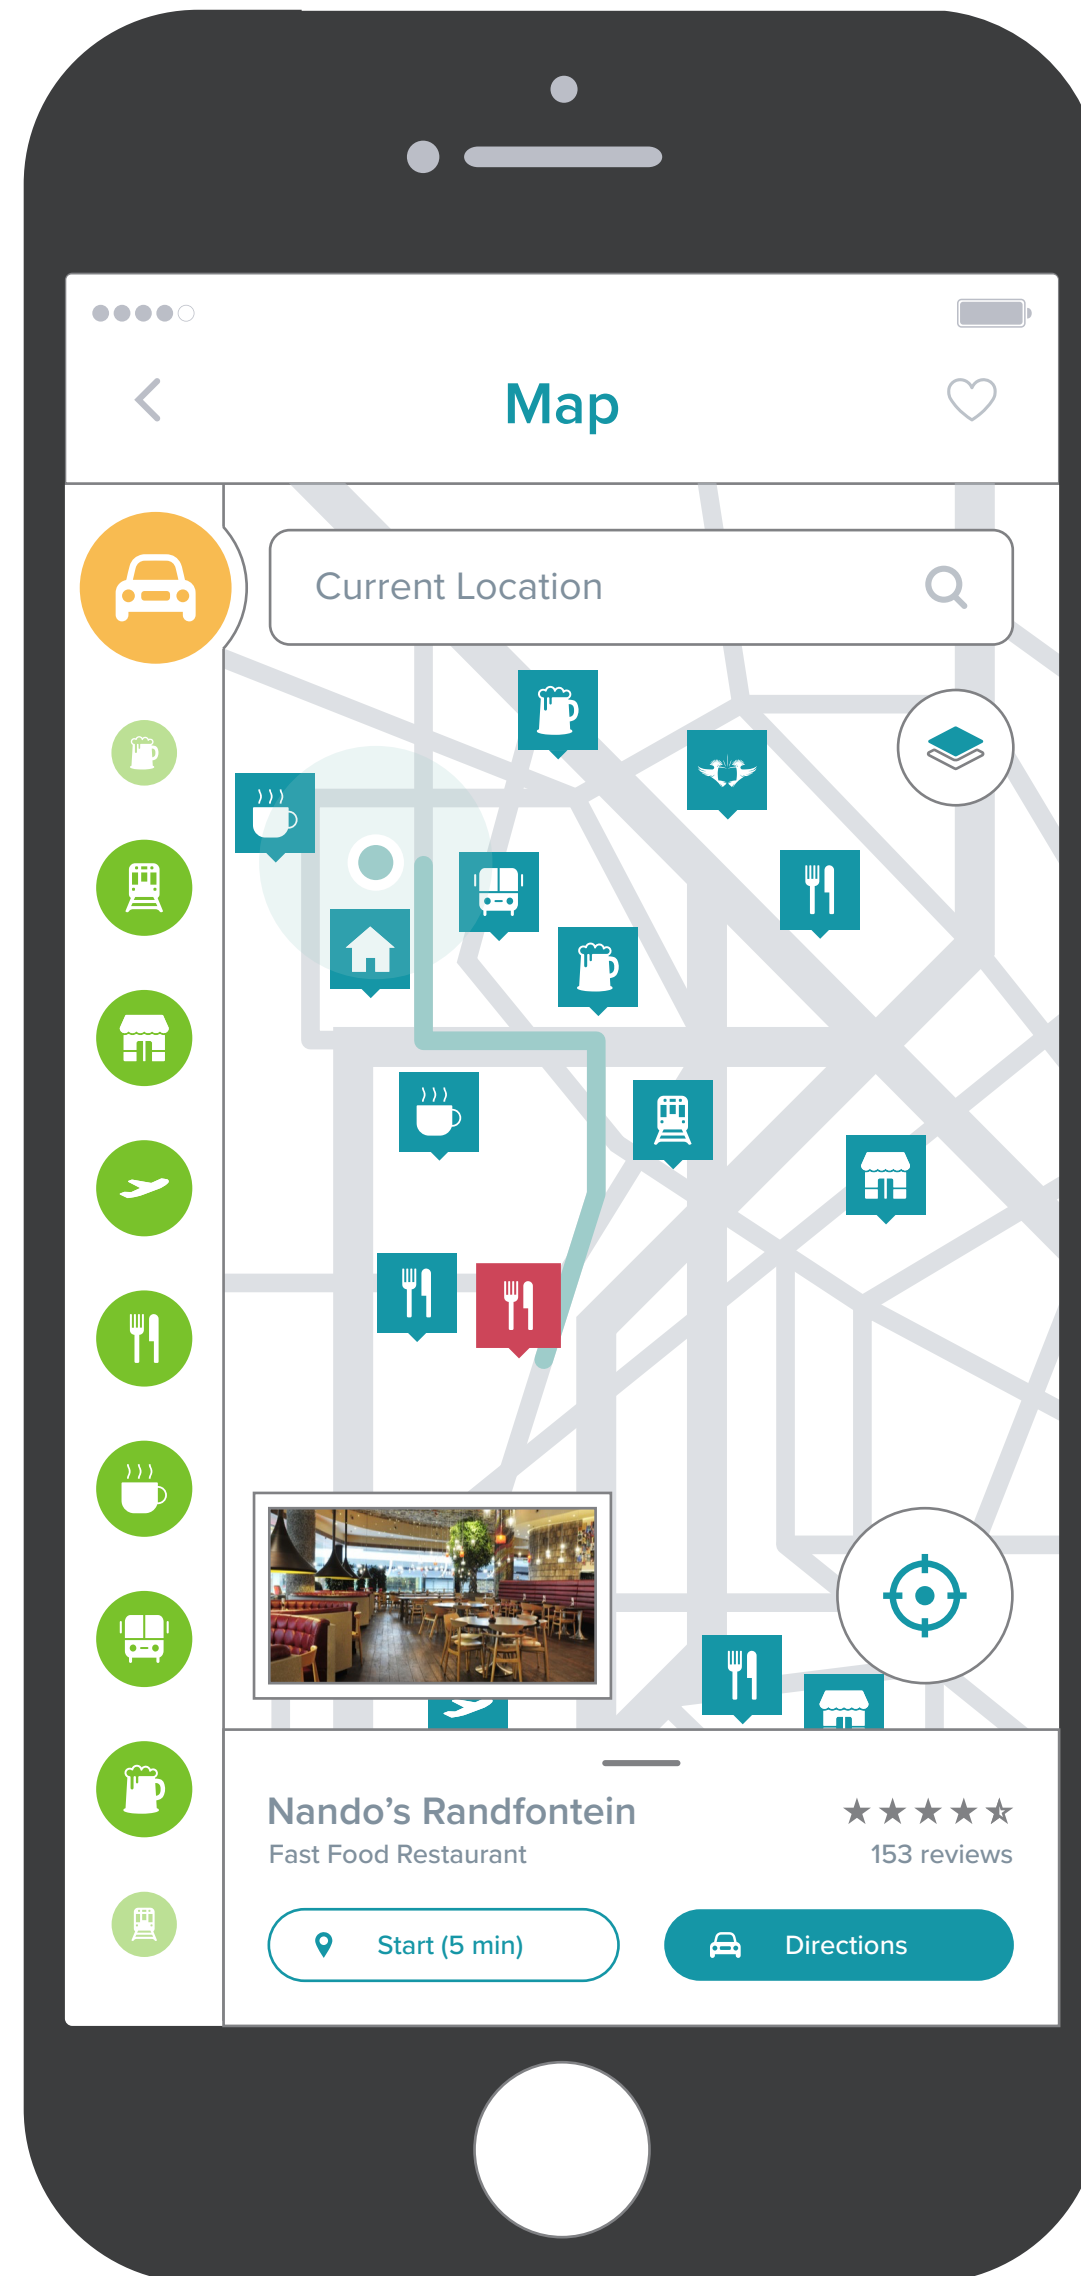 Map
Current Location
Nando’s Randfontein
Fast Food Restaurant
153 reviews
Start (5 min)
Directions